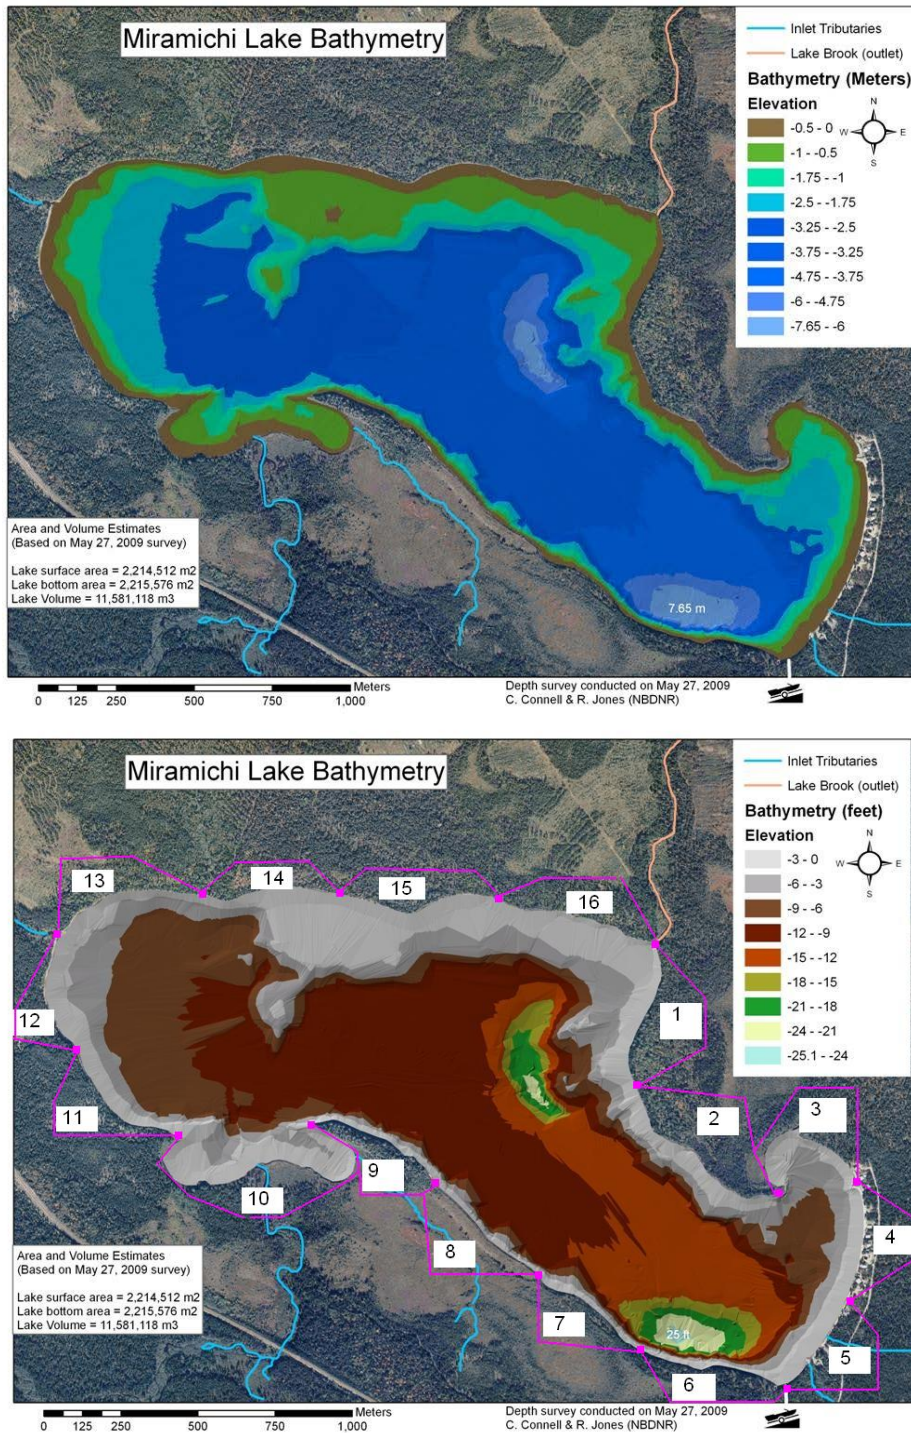 Miramichi Lake Bathymetry
Inlet Tributaries
Lake Brook (outlet)
Bathymetry (Meters)
Elevation
N
W E
S
-0.5 - 0
-1 - -0.5
-1.75 - -1
-2.5 - -1.75
-3.25 - -2.5
-3.75 - -3.25
-4.75 - -3.75
-6 - -4.75
-7.65 - -6
Area and Volume Estimates
(Based on May 27, 2009 survey)
Lake surface area = 2,214,512 m2
Lake bottom area = 2,215,576 m2
Lake Volume = 11,581,118 m3
7.65 m
Meters
0 125 250 500 750 1,000
Depth survey conducted on May 27, 2009
C. Connell & R. Jones (NBDNR)
Miramichi Lake Bathymetry
Inlet Tributaries
Lake Brook (outlet)
Bathymetry (feet)
Elevation
N
W E
S
-3 - 0
-6 - -3
-9 - -6
-12 - -9
-15 - -12
-18 - -15
-21 - -18
-24 - -21
-25.1 - -24
13
14
15
16
12
1
11
2
3
9
10
4
8
7
25 ft
5
6
Area and Volume Estimates
(Based on May 27, 2009 survey)
Lake surface area = 2,214,512 m2
Lake bottom area = 2,215,576 m2
Lake Volume = 11,581,118 m3
Meters
0 125 250 500 750 1,000
Depth survey conducted on May 27, 2009
C. Connell & R. Jones (NBDNR)